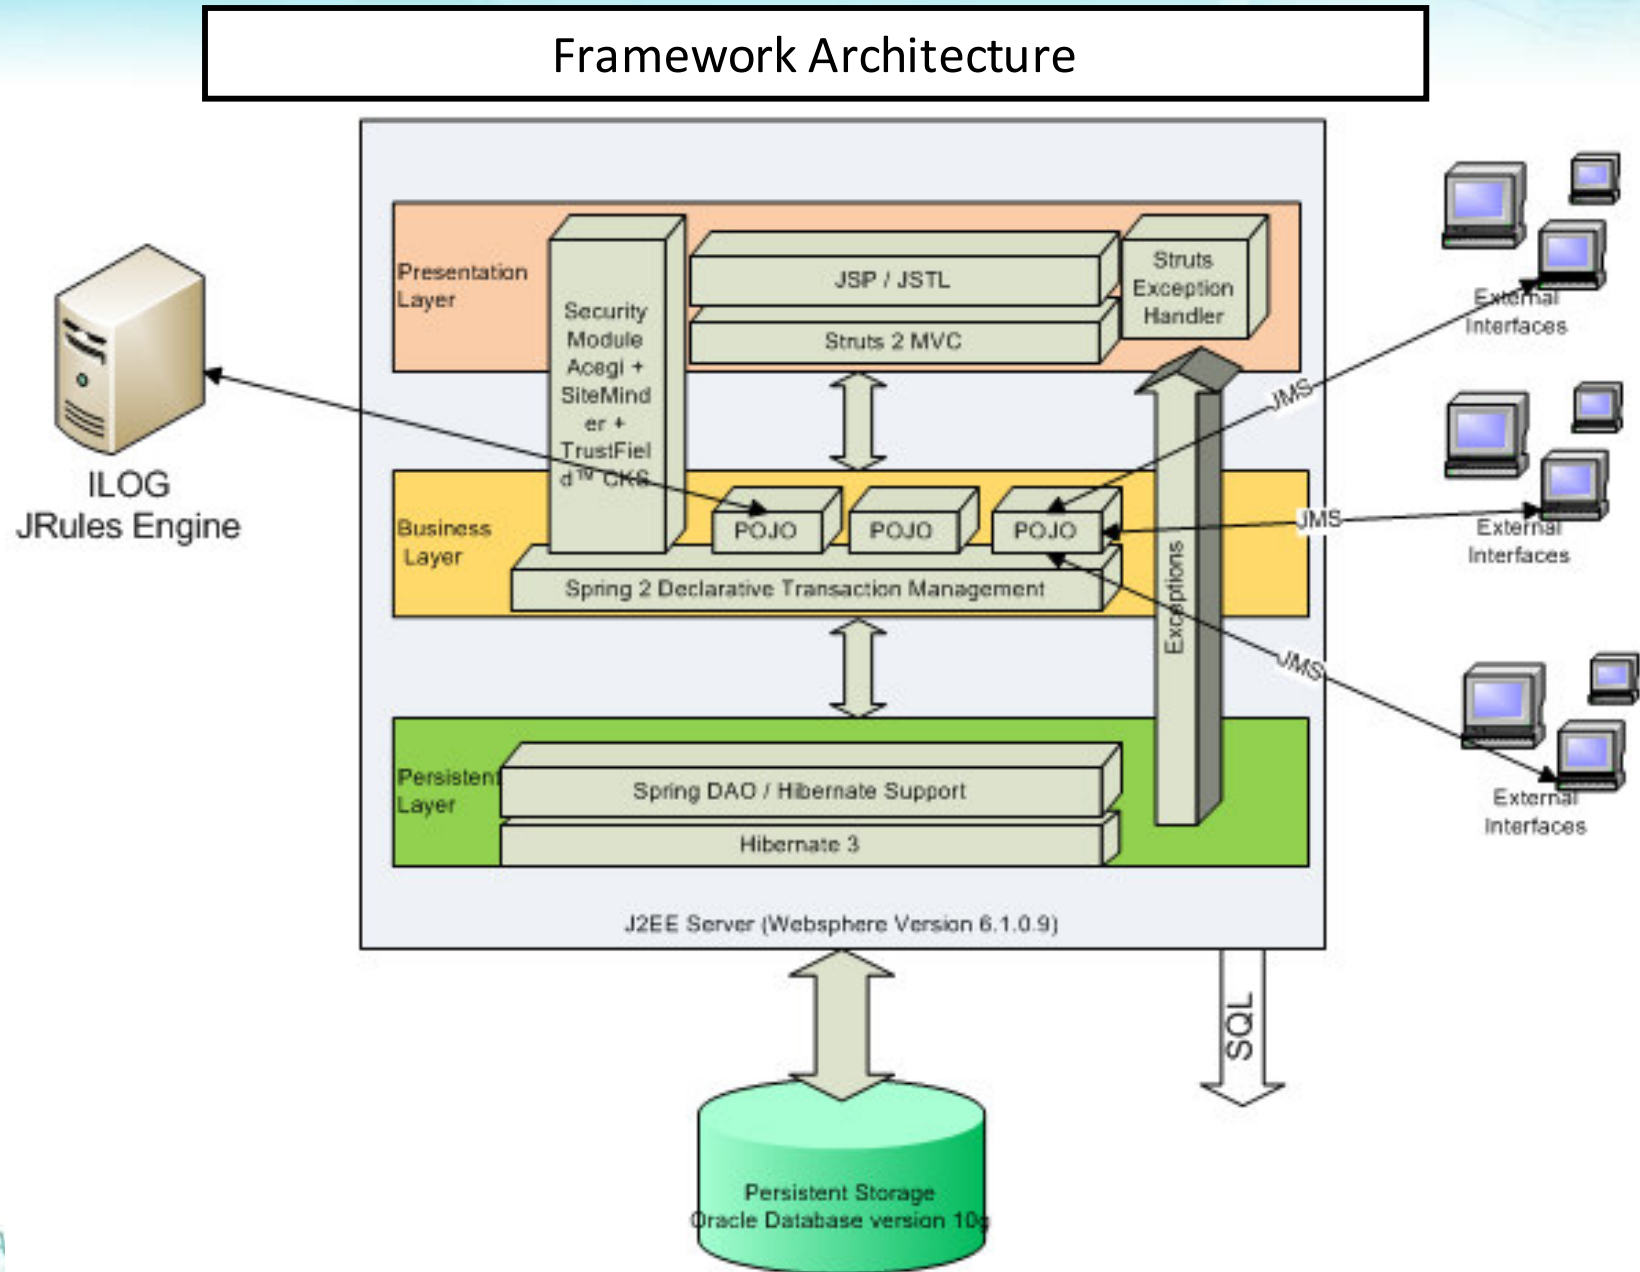 Framework Architecture
Presentation
Layer
Security
Module
Acegi +
SiteMind
er +
TrustFiel
d™ CKS
JSP / JSTL
Struts 2 MVC
Struts
Exception
Handler
External
Interfaces
JMS
ILOG
JRules Engine
Business
Layer
POJO
POJO
POJO
Spring 2 Declarative Transaction Management
Exceptions
JMS
External
Interfaces
JMS
Persistent
Layer
Spring DAO / Hibernate Support
Hibernate 3
External
Interfaces
J2EE Server (Websphere Version 6.1.0.9)
SQL
Persistent Storage
Oracle Database version 10g